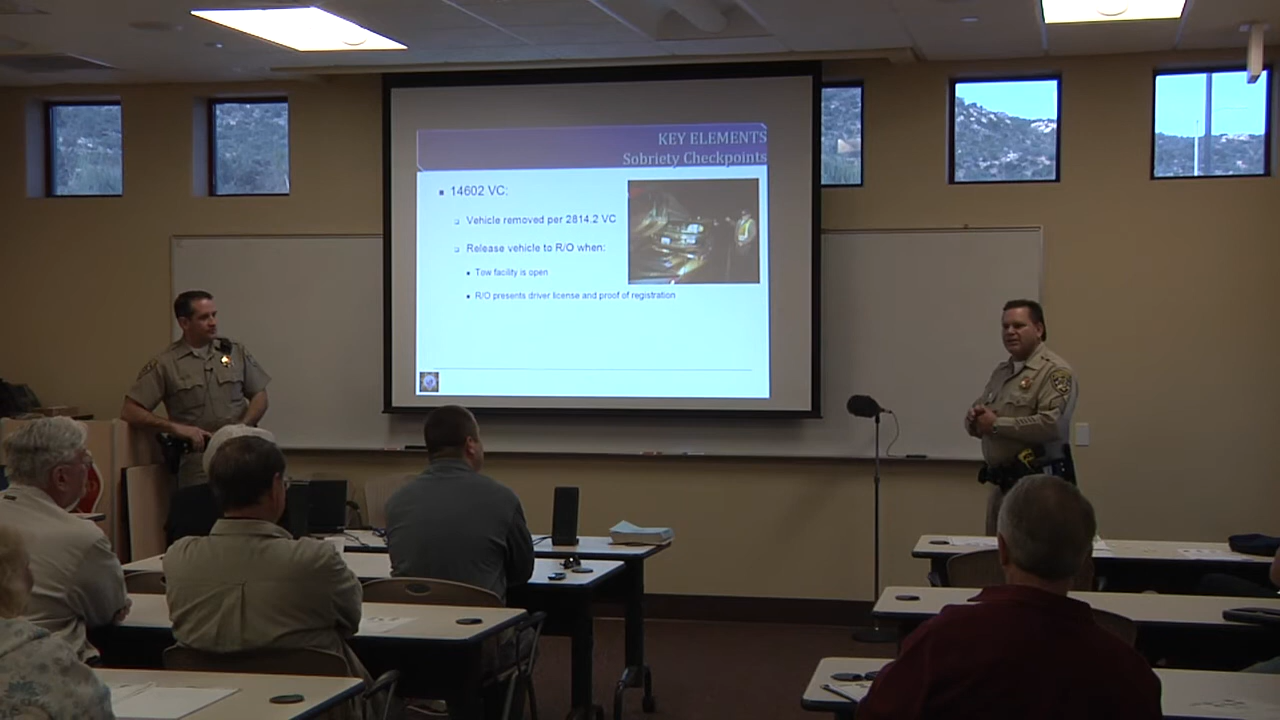 KEY ELEMENTS
Sobriety Checkpoints
14602 VC:
Vehicle removed per 2814.2 VC
Release vehicle to R/O when:
Tow facility is open
R/O presents driver license and proof of registration